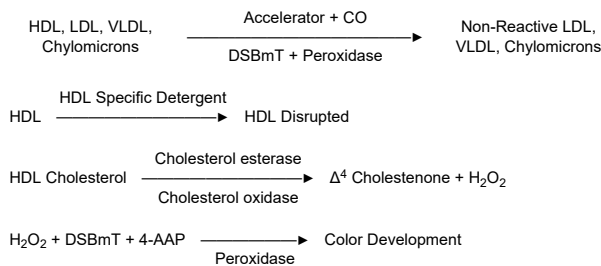 HDL, LDL, VLDL, Chylomicrons
Accelerator + CO
DSBmT + Peroxidase
Non-Reactive LDL, VLDL, Chylomicrons
HDL
HDL Specific Detergent
HDL Disrupted
HDL Cholesterol
Cholesterol esterase
Cholesterol oxidase
Δ⁴ Cholestenone + H₂O₂
H₂O₂ + DSBmT + 4-AAP
Peroxidase
Color Development